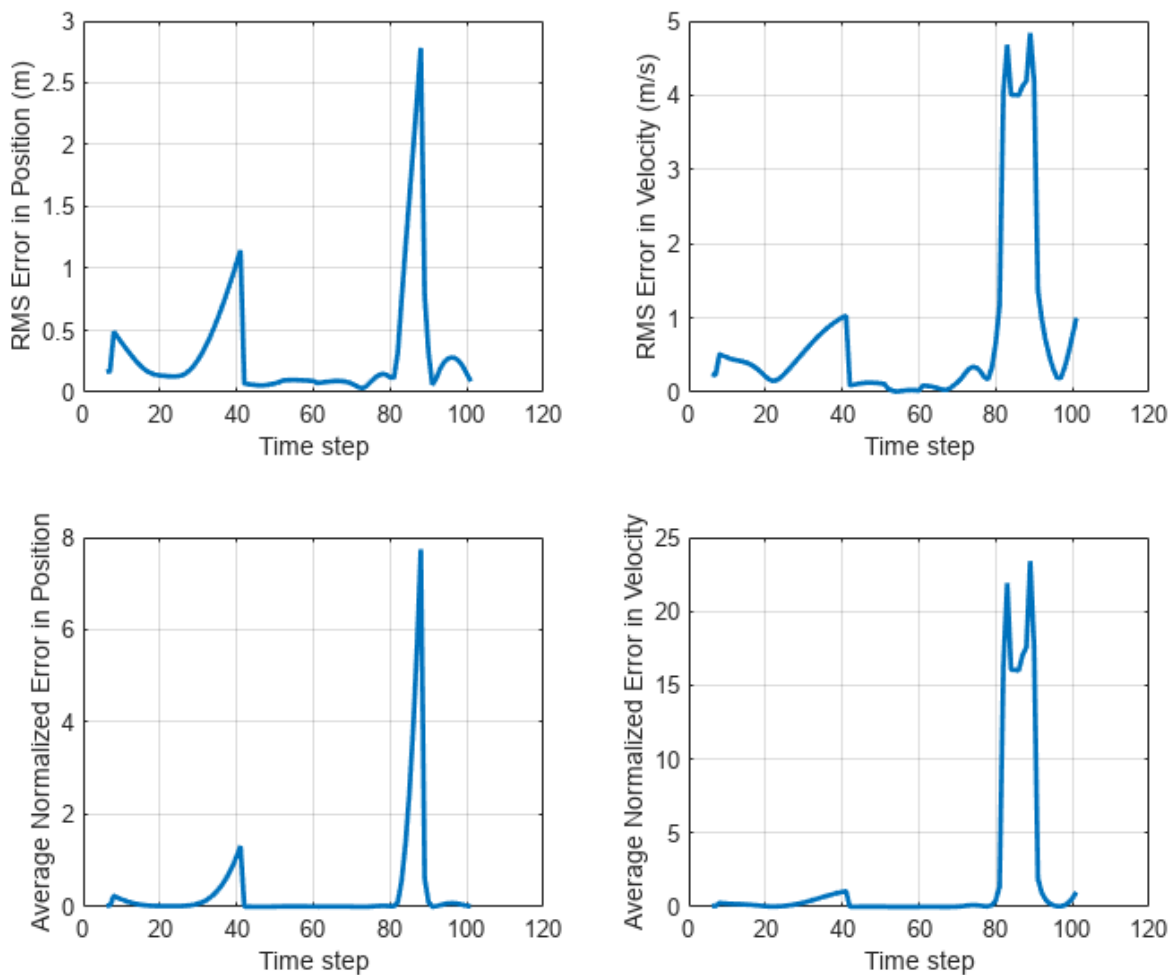 RMS Error in Position (m)
3
2.5
2
1.5
1
0.5
0
0 20 40 60 80 100 120
Time step
RMS Error in Velocity (m/s)
5
4
3
2
1
0
0 20 40 60 80 100 120
Time step
Average Normalized Error in Position
8
6
4
2
0
0 20 40 60 80 100 120
Time step
Average Normalized Error in Velocity
25
20
15
10
5
0
0 20 40 60 80 100 120
Time step